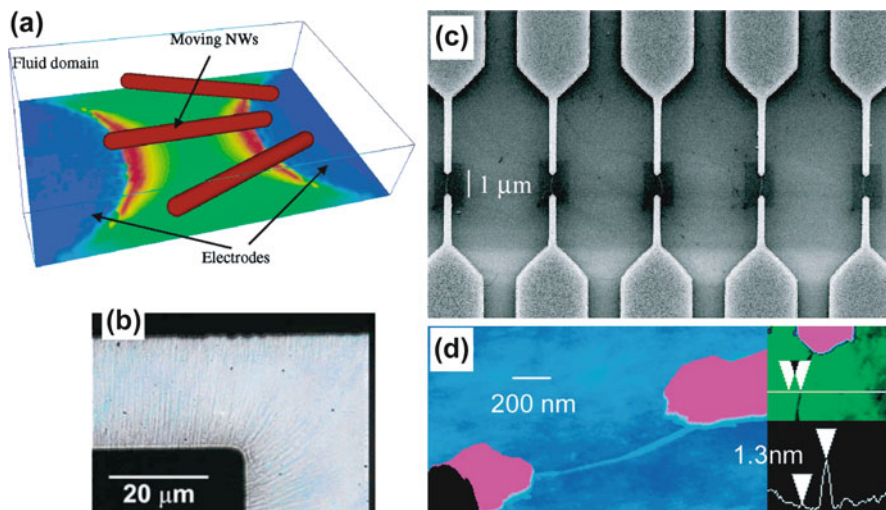 (a)
Moving NWs
Fluid domain
Electrodes
(b)
20 μm
(c)
1 μm
(d)
200 nm
1.3nm